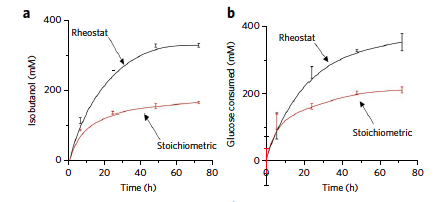 a
400
200
0
Isobutanol (mM)
Rheostat
Stoichiometric
0 20 40 60 80
Time (h)
b
400
200
0
Glucose consumed (mM)
Rheostat
Stoichiometric
0 20 40 60 80
Time (h)